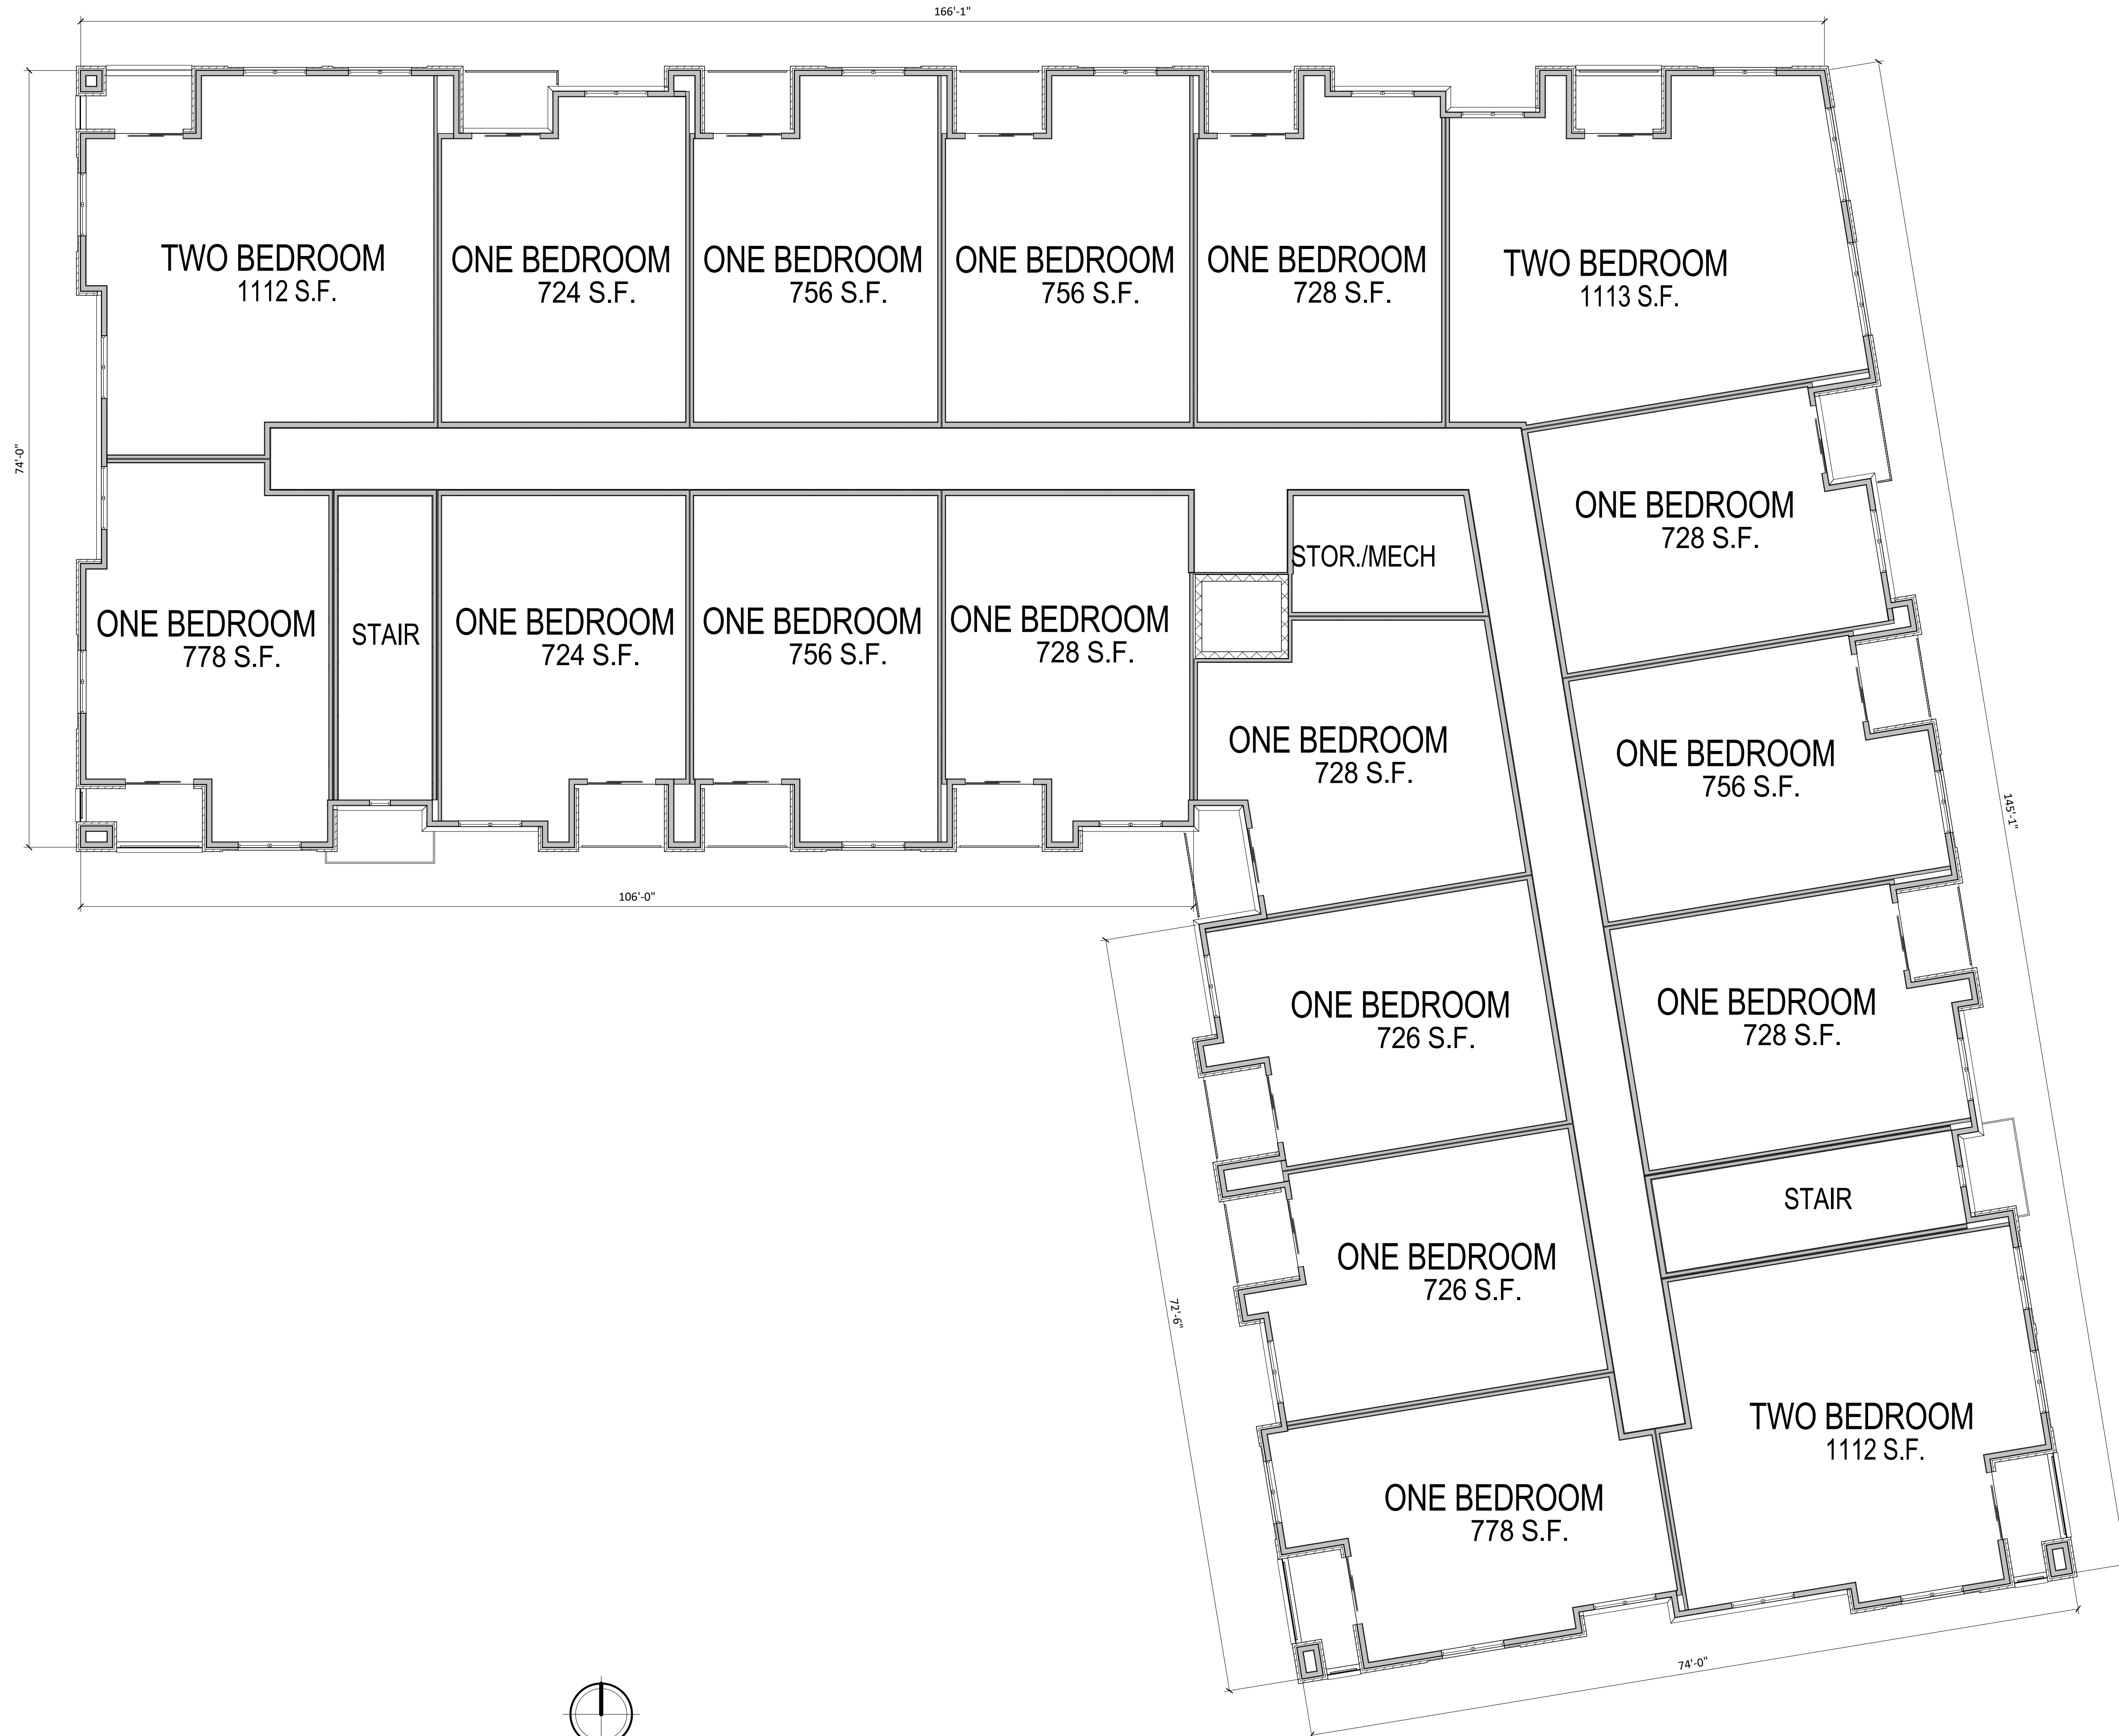 166'-1"
TWO BEDROOM
1112 S.F.
ONE BEDROOM
724 S.F.
ONE BEDROOM
756 S.F.
ONE BEDROOM
756 S.F.
ONE BEDROOM
728 S.F.
TWO BEDROOM
1113 S.F.
74'-0"
ONE BEDROOM
728 S.F.
STOR./MECH
ONE BEDROOM
778 S.F.
STAIR
ONE BEDROOM
724 S.F.
ONE BEDROOM
756 S.F.
ONE BEDROOM
728 S.F.
ONE BEDROOM
728 S.F.
ONE BEDROOM
756 S.F.
145'-1"
106'-0"
ONE BEDROOM
726 S.F.
ONE BEDROOM
728 S.F.
STAIR
ONE BEDROOM
726 S.F.
72'-6"
TWO BEDROOM
1112 S.F.
ONE BEDROOM
778 S.F.
74'-0"